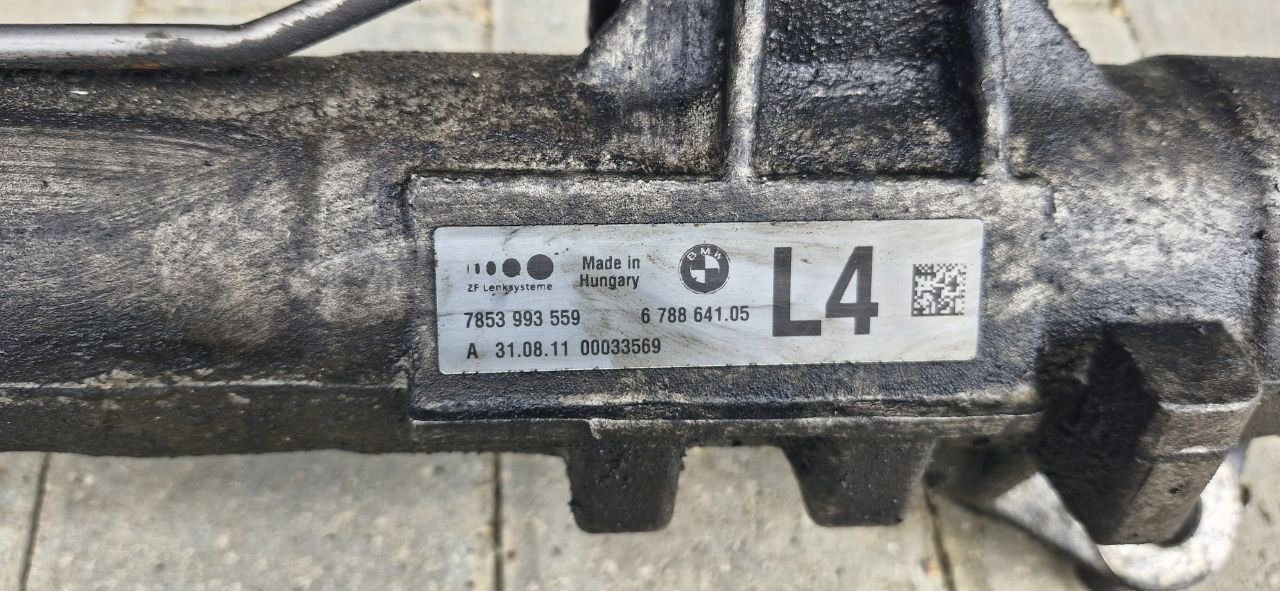 ZF Lenksysteme
Made in
Hungary
BMW
L4
7853 993 559 6 788 641.05
A 31.08.11 00033569